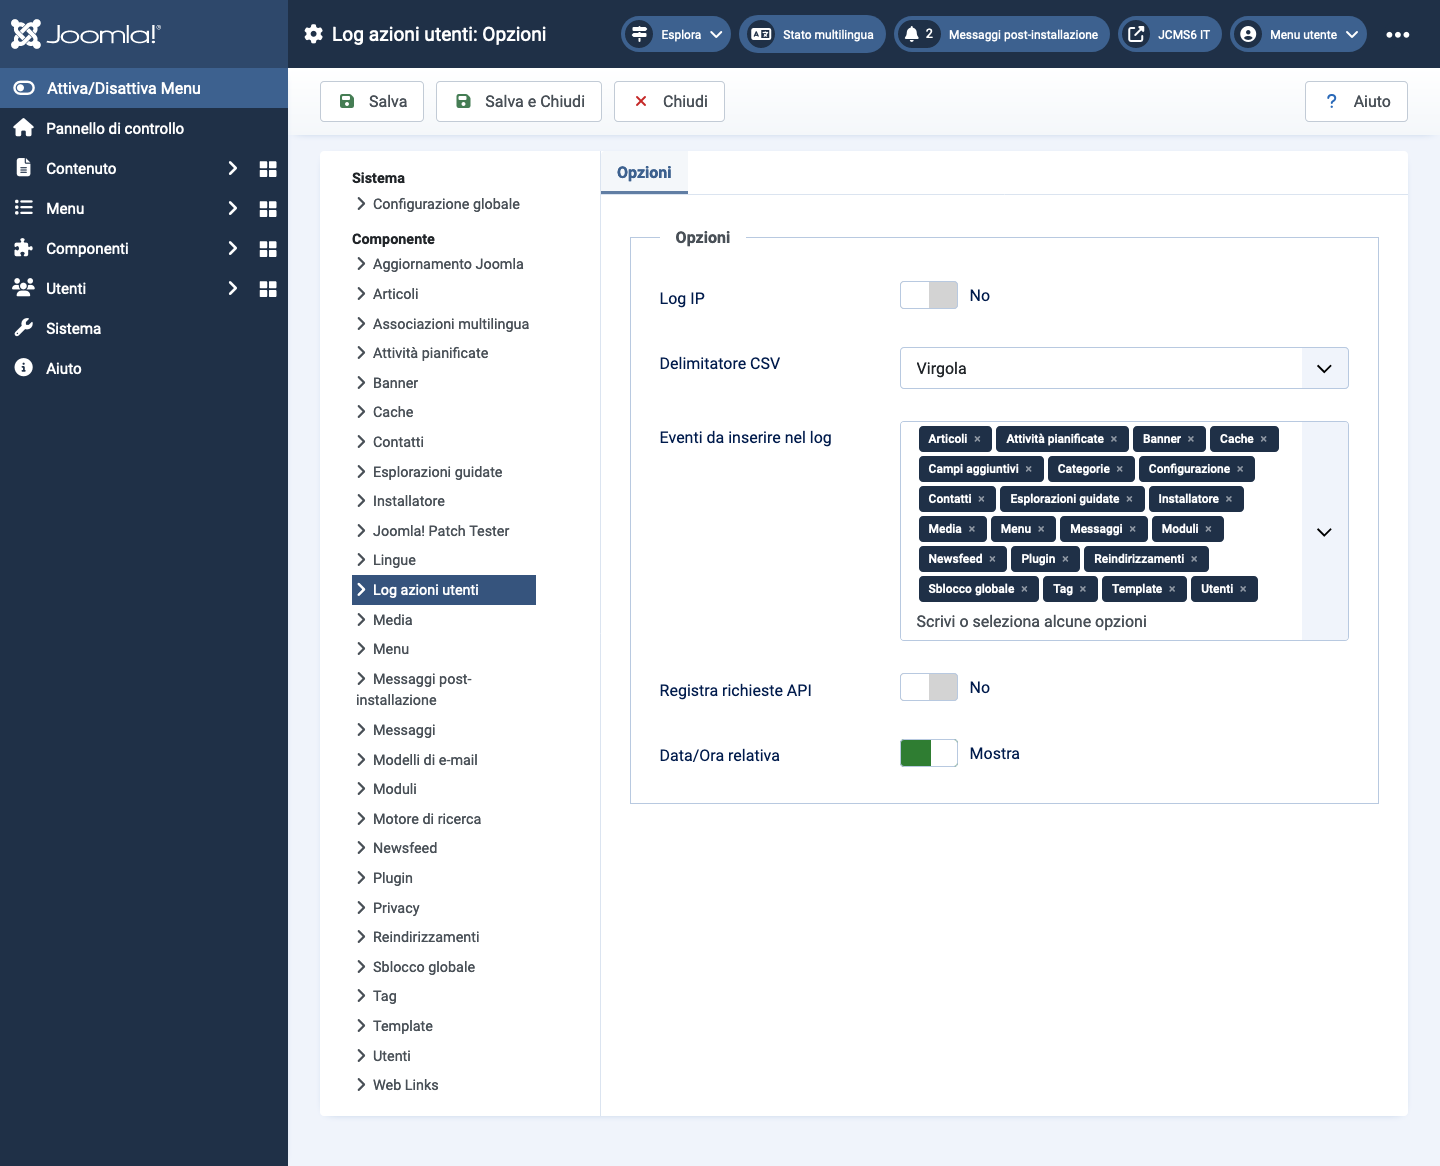 Joomla!®
Log azioni utenti: Opzioni
Esplora
Stato multilingua
2 Messaggi post-installazione
JCMS6 IT
Menu utente
Attiva/Disattiva Menu
Pannello di controllo
Contenuto
Menu
Componenti
Utenti
Sistema
Aiuto
Salva
Salva e Chiudi
Chiudi
? Aiuto
Sistema
Configurazione globale
Componente
Aggiornamento Joomla
Articoli
Associazioni multilingua
Attività pianificate
Banner
Cache
Contatti
Esplorazioni guidate
Installatore
Joomla! Patch Tester
Lingue
Log azioni utenti
Media
Menu
Messaggi post-
installazione
Messaggi
Modelli di e-mail
Moduli
Motore di ricerca
Newsfeed
Plugin
Privacy
Reindirizzamenti
Sblocco globale
Tag
Template
Utenti
Web Links
Opzioni
Opzioni
Log IP
No
Delimitatore CSV
Virgola
Eventi da inserire nel log
Articoli × Attività pianificate × Banner × Cache ×
Campi aggiuntivi × Categorie × Configurazione ×
Contatti × Esplorazioni guidate × Installatore ×
Media × Menu × Messaggi × Moduli ×
Newsfeed × Plugin × Reindirizzamenti ×
Sblocco globale × Tag × Template × Utenti ×
Scrivi o seleziona alcune opzioni
Registra richieste API
No
Data/Ora relativa
Mostra